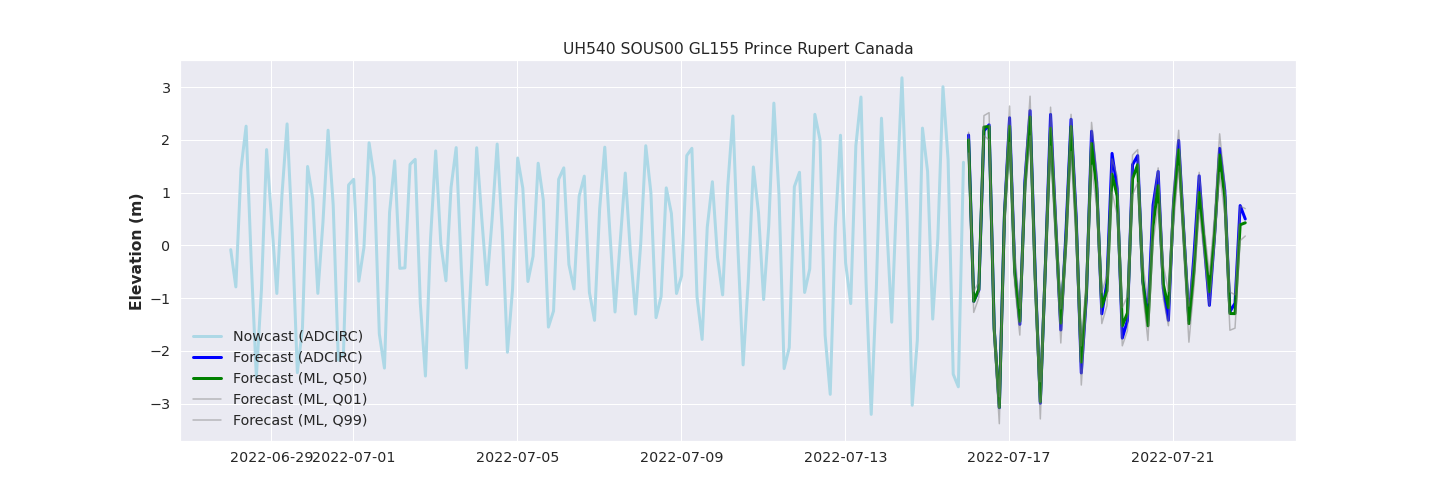 UH540 SOUS00 GL155 Prince Rupert Canada
Elevation (m)
3
2
1
0
−1
−2
−3
Nowcast (ADCIRC)
Forecast (ADCIRC)
Forecast (ML, Q50)
Forecast (ML, Q01)
Forecast (ML, Q99)
2022-06-29 2022-07-01 2022-07-05 2022-07-09 2022-07-13 2022-07-17 2022-07-21